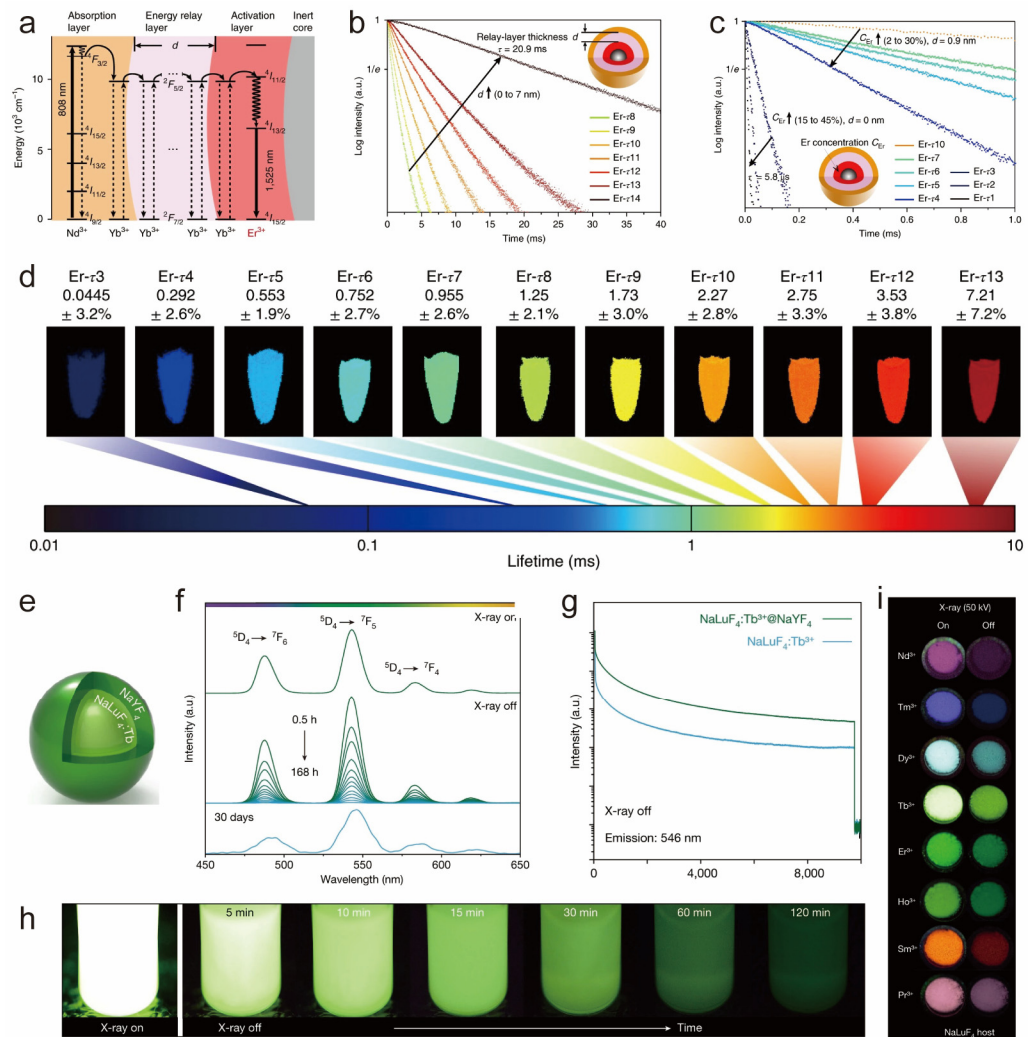 a
Absorption layer
Energy relay layer
Activation layer
Inert core
d
Energy (10³ cm⁻¹)
10
5
0
808 nm
⁴F₃/₂
⁴I₁₅/₂
⁴I₁₃/₂
⁴I₁₁/₂
⁴I₉/₂
²F₅/₂
²F₇/₂
...
...
⁴I₁₁/₂
⁴I₁₃/₂
⁴I₁₅/₂
1,525 nm
Nd³⁺ Yb³⁺ Yb³⁺ Yb³⁺ Yb³⁺ Er³⁺
b
Log intensity (a.u.)
1
1/e
Relay-layer thickness
τ = 20.9 ms
d
d ↑ (0 to 7 nm)
Er-τ8
Er-τ9
Er-τ10
Er-τ11
Er-τ12
Er-τ13
Er-τ14
0 5 10 15 20 25 30 35 40
Time (ms)
c
Log intensity (a.u.)
1
1/e
C_Er ↑ (2 to 30%), d = 0.9 nm
C_Er ↑ (15 to 45%), d = 0 nm
Er concentration C_Er
= 5.8 µs
Er-τ10
Er-τ7
Er-τ6
Er-τ5
Er-τ4
Er-τ3
Er-τ2
Er-τ1
0 0.2 0.4 0.6 0.8 1.0
Time (ms)
d
Er-τ3 Er-τ4 Er-τ5 Er-τ6 Er-τ7 Er-τ8 Er-τ9 Er-τ10 Er-τ11 Er-τ12 Er-τ13
0.0445 0.292 0.553 0.752 0.955 1.25 1.73 2.27 2.75 3.53 7.21
± 3.2% ± 2.6% ± 1.9% ± 2.7% ± 2.6% ± 2.1% ± 3.0% ± 2.8% ± 3.3% ± 3.8% ± 7.2%
0.01 0.1 1 10
Lifetime (ms)
e
NaYF₄
NaLuF₄:Tb
f
Intensity (a.u)
X-ray on
⁵D₄ → ⁷F₆
⁵D₄ → ⁷F₅
⁵D₄ → ⁷F₄
X-ray off
0.5 h
168 h
30 days
450 500 550 600 650
Wavelength (nm)
g
Intensity (a.u.)
NaLuF₄:Tb³⁺@NaYF₄
NaLuF₄:Tb³⁺
X-ray off
Emission: 546 nm
0 4,000 8,000
h
5 min 10 min 15 min 30 min 60 min 120 min
X-ray on X-ray off Time
i
X-ray (50 kV)
On Off
Nd³⁺
Tm³⁺
Dy³⁺
Tb³⁺
Er³⁺
Ho³⁺
Sm³⁺
Pr³⁺
NaLuF₄ host